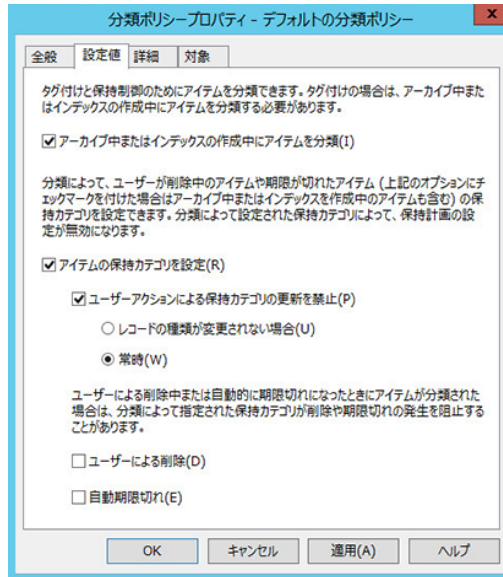 分類ポリシープロパティ - デフォルトの分類ポリシー
x
全般 設定値 詳細 対象
タグ付けと保持制御のためにアイテムを分類できます。タグ付けの場合は、アーカイブ中また
はインデックスの作成中にアイテムを分類する必要があります。
アーカイブ中またはインデックスの作成中にアイテムを分類(I)
分類によって、ユーザーが削除中のアイテムや期限が切れたアイテム (上記のオプションにチ
ェックマークを付けた場合はアーカイブ中またはインデックスを作成中のアイテムも含む) の保
持カテゴリを設定できます。分類によって設定された保持カテゴリによって、保持計画の設
定が無効になります。
アイテムの保持カテゴリを設定(R)
ユーザーアクションによる保持カテゴリの更新を禁止(P)
レコードの種類が変更されない場合(U)
常時(W)
ユーザーによる削除中または自動的に期限切れになったときにアイテムが分類された
場合は、分類によって指定された保持カテゴリが削除や期限切れの発生を阻止する
ことがあります。
ユーザーによる削除(D)
自動期限切れ(E)
OK キャンセル 適用(A) ヘルプ